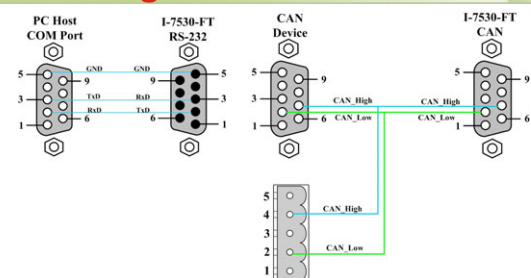 PC Host
COM Port
I-7530-FT
RS-232
CAN
Device
I-7530-FT
CAN
5
GND
GND
5
5
5
9
9
9
9
3
TxD
RxD
3
3
CAN_High
CAN_High
3
RxD
TxD
6
6
CAN_Low
6
CAN_Low
6
1
1
1
1
5
4
CAN_High
3
2
CAN_Low
1